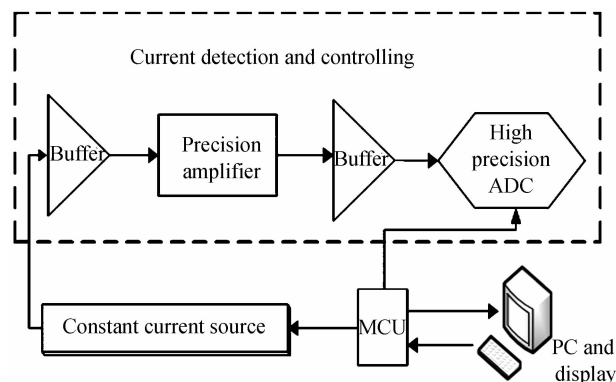 Current detection and controlling
Buffer
Precision
amplifier
Buffer
High
precision
ADC
Constant current source
MCU
PC and
display